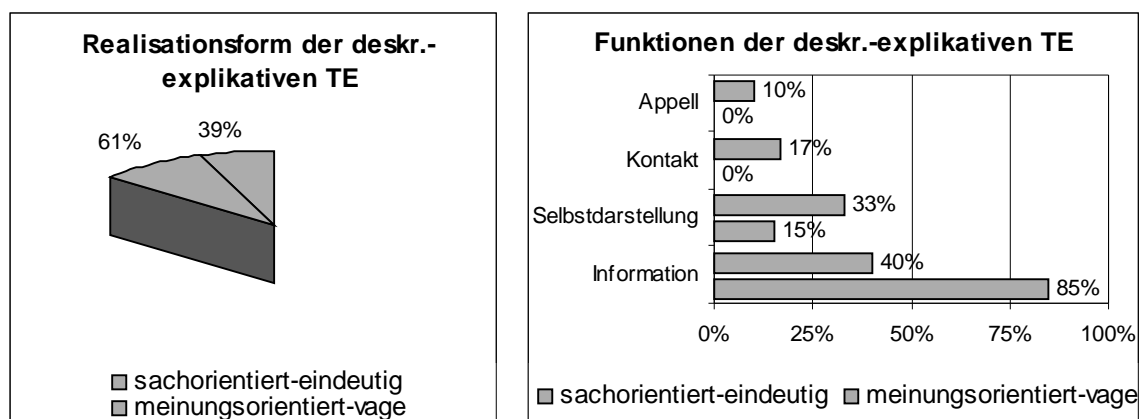 Realisationsform der deskr.-
explikativen TE
61%
39%
sachorientiert-eindeutig
meinungsorientiert-vage
Funktionen der deskr.-explikativen TE
Appell
10%
0%
Kontakt
17%
0%
Selbstdarstellung
33%
15%
Information
40%
85%
0% 25% 50% 75% 100%
sachorientiert-eindeutig meinungsorientiert-vage